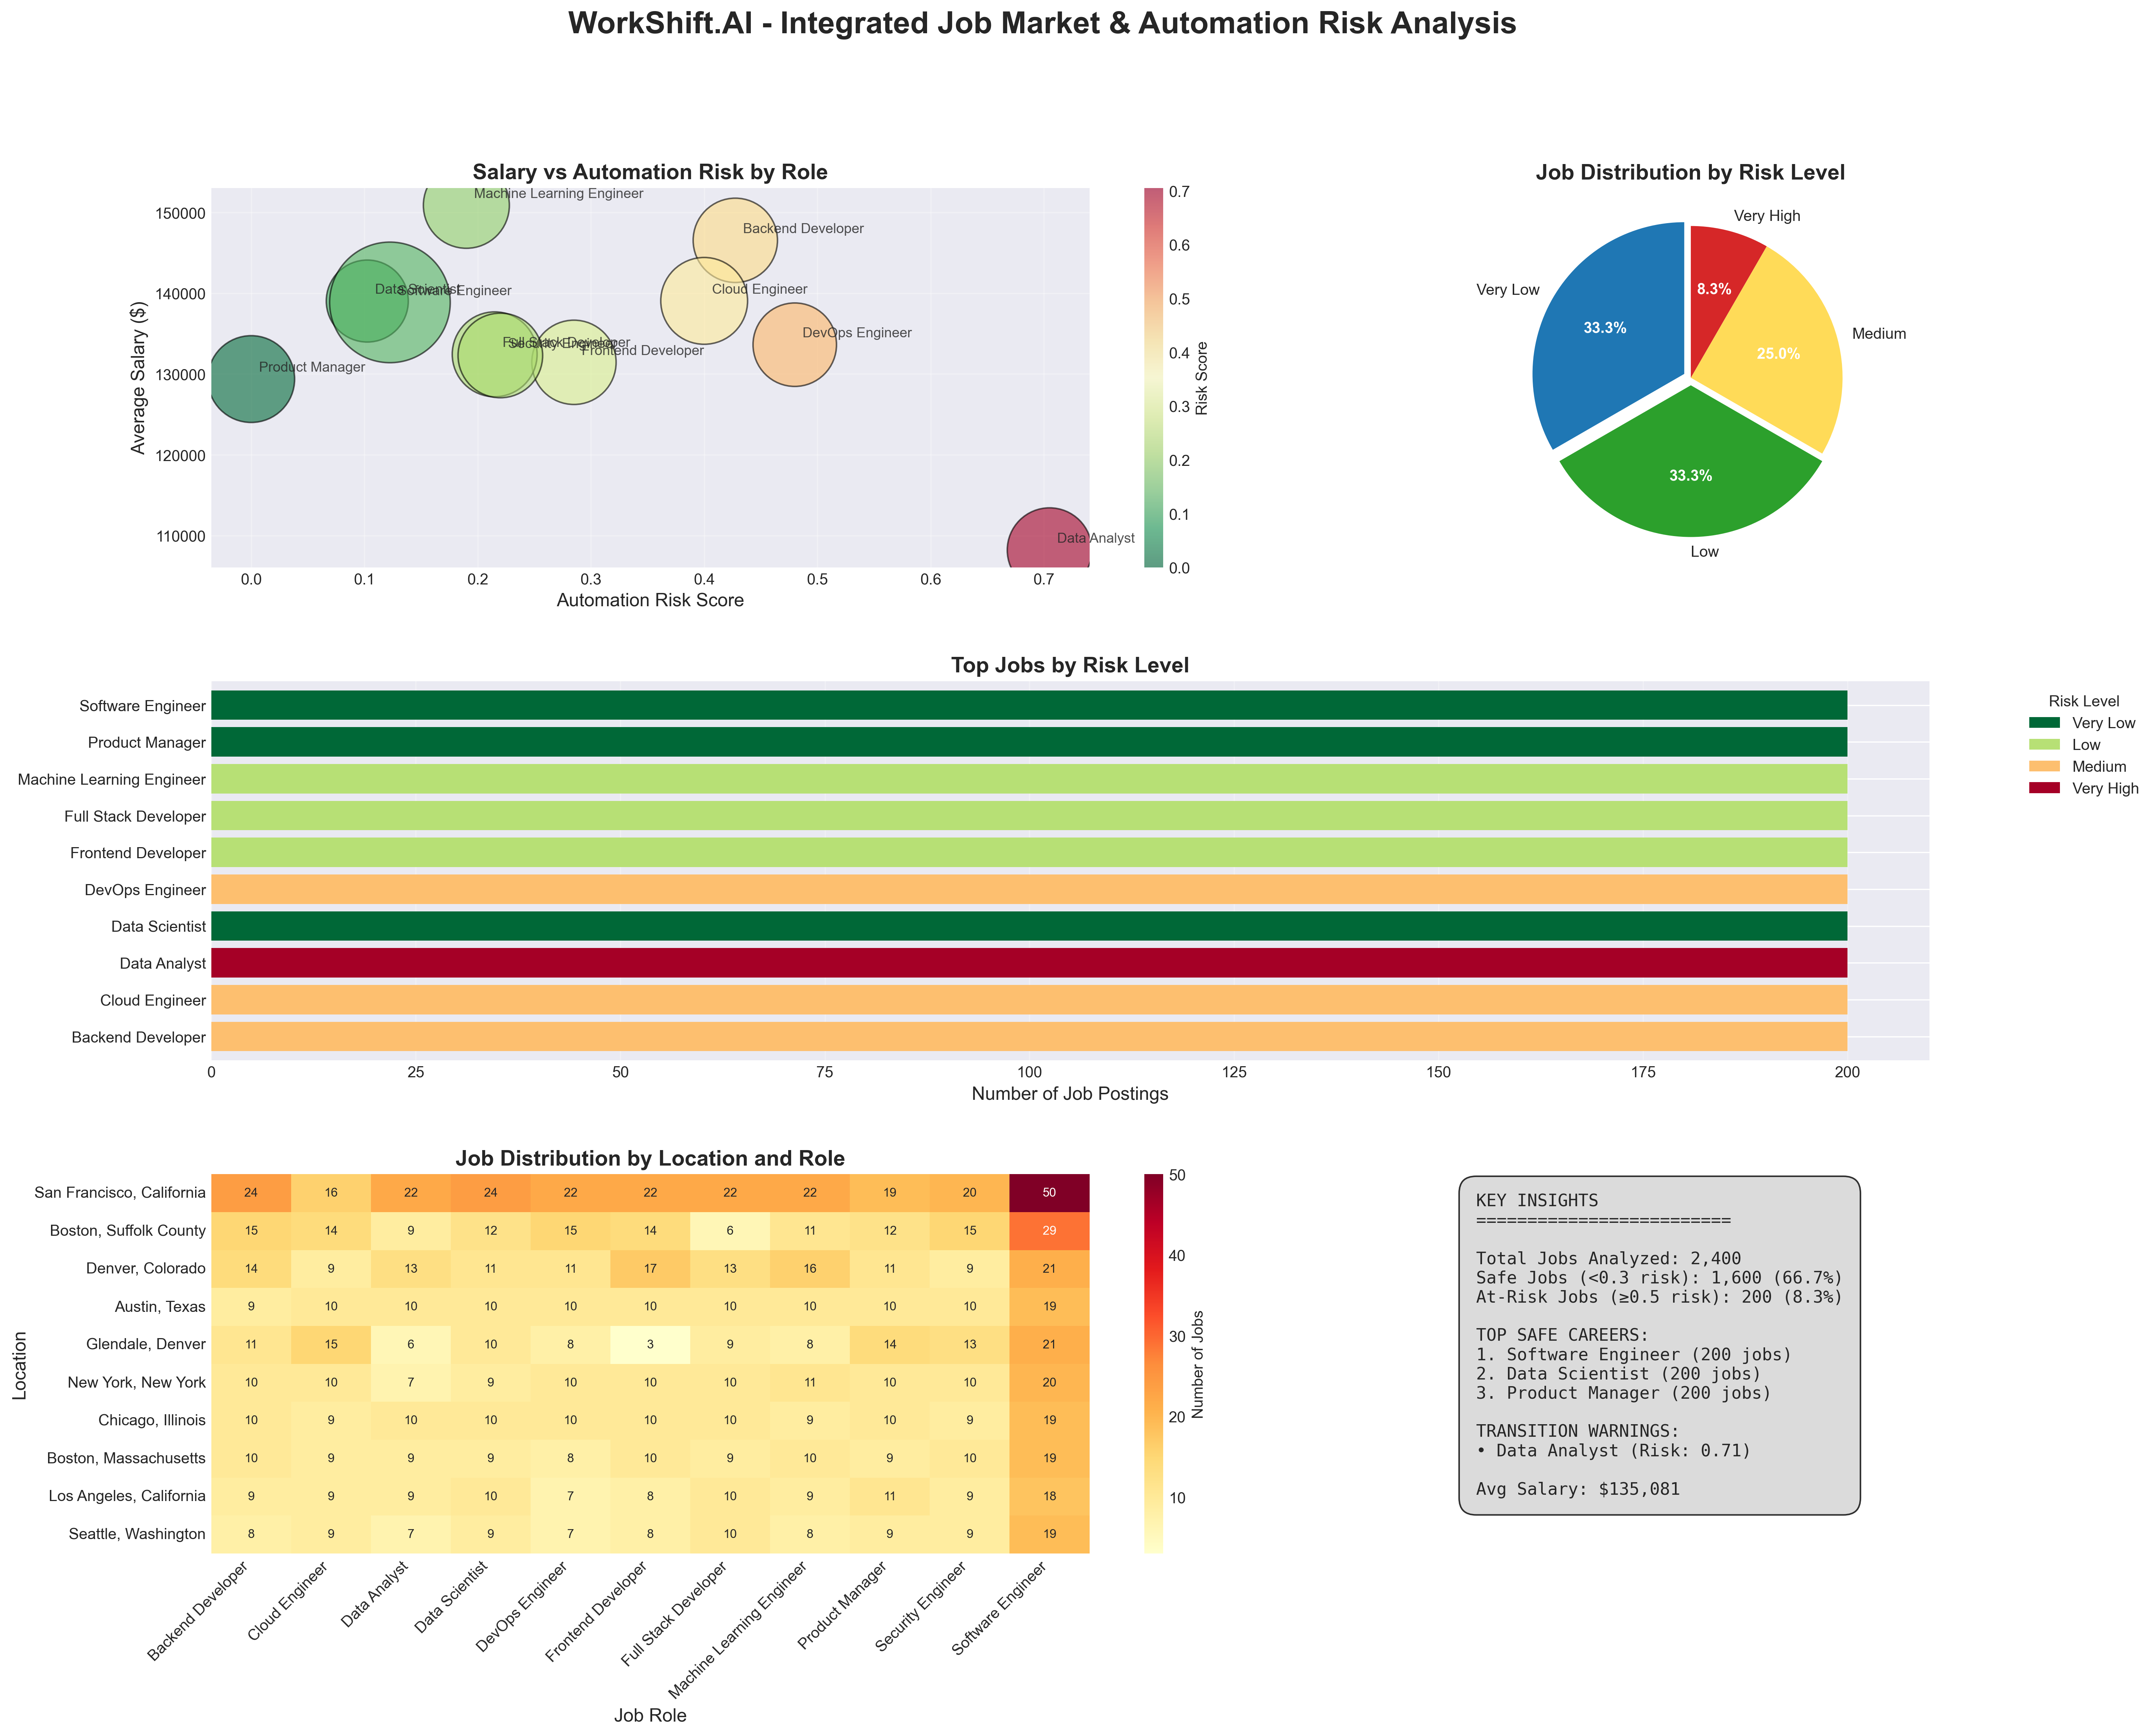 WorkShift.AI - Integrated Job Market & Automation Risk Analysis
Salary vs Automation Risk by Role
150000
140000
130000
120000
110000
Average Salary ($)
Machine Learning Engineer
Backend Developer
Data Scientist
Software Engineer
Cloud Engineer
DevOps Engineer
Full Stack Developer
Security Engineer
Frontend Developer
Product Manager
Data Analyst
0.0 0.1 0.2 0.3 0.4 0.5 0.6 0.7
Automation Risk Score
0.7
0.6
0.5
0.4
0.3
0.2
0.1
0.0
Risk Score
Job Distribution by Risk Level
Very High
8.3%
Very Low
33.3%
Medium
25.0%
33.3%
Low
Top Jobs by Risk Level
Software Engineer
Product Manager
Machine Learning Engineer
Full Stack Developer
Frontend Developer
DevOps Engineer
Data Scientist
Data Analyst
Cloud Engineer
Backend Developer
0 25 50 75 100 125 150 175 200
Number of Job Postings
Risk Level
Very Low
Low
Medium
Very High
Job Distribution by Location and Role
Location
San Francisco, California 24 16 22 24 22 22 22 22 19 20 50
Boston, Suffolk County 15 14 9 12 15 14 6 11 12 15 29
Denver, Colorado 14 9 13 11 11 17 13 16 11 9 21
Austin, Texas 9 10 10 10 10 10 10 10 10 10 19
Glendale, Denver 11 15 6 10 8 3 9 8 14 13 21
New York, New York 10 10 7 9 10 10 10 11 10 10 20
Chicago, Illinois 10 9 10 10 10 10 10 9 10 9 19
Boston, Massachusetts 10 9 9 9 8 10 9 10 9 10 19
Los Angeles, California 9 9 9 10 7 8 10 9 11 9 18
Seattle, Washington 8 9 7 9 7 8 10 8 9 9 19
Backend Developer
Cloud Engineer
Data Analyst
Data Scientist
DevOps Engineer
Frontend Developer
Full Stack Developer
Machine Learning Engineer
Product Manager
Security Engineer
Software Engineer
Job Role
50
40
30
20
10
Number of Jobs
KEY INSIGHTS
=========================
Total Jobs Analyzed: 2,400
Safe Jobs (<0.3 risk): 1,600 (66.7%)
At-Risk Jobs (≥0.5 risk): 200 (8.3%)
TOP SAFE CAREERS:
1. Software Engineer (200 jobs)
2. Data Scientist (200 jobs)
3. Product Manager (200 jobs)
TRANSITION WARNINGS:
• Data Analyst (Risk: 0.71)
Avg Salary: $135,081